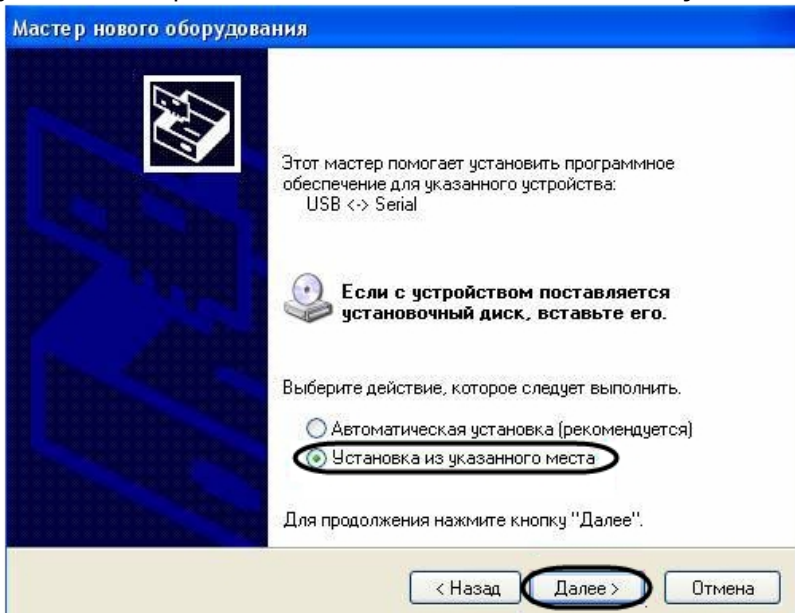 Мастер нового оборудования
Этот мастер помогает установить программное
обеспечение для указанного устройства:
USB <-> Serial
Если с устройством поставляется
установочный диск, вставьте его.
Выберите действие, которое следует выполнить.
Автоматическая установка (рекомендуется)
Установка из указанного места
Для продолжения нажмите кнопку "Далее".
< Назад Далее > Отмена